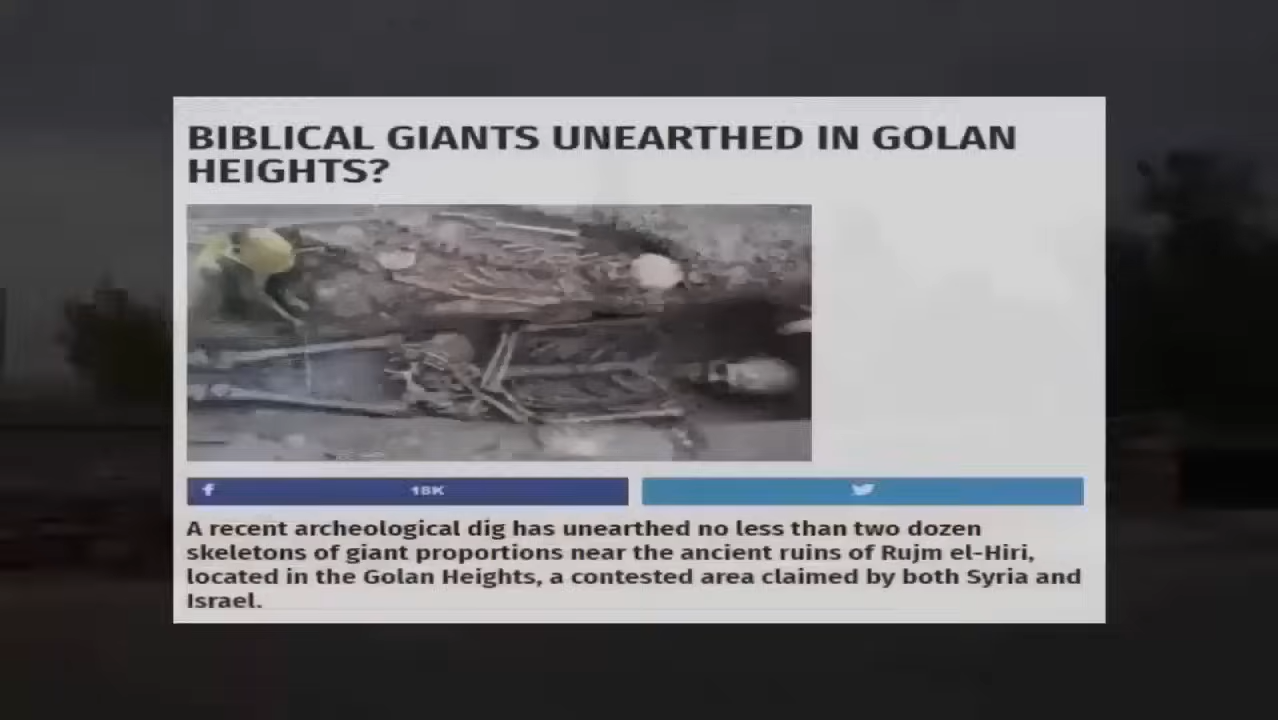 BIBLICAL GIANTS UNEARTHED IN GOLAN
HEIGHTS?
18K
A recent archeological dig has unearthed no less than two dozen
skeletons of giant proportions near the ancient ruins of Rujm el-Hiri,
located in the Golan Heights, a contested area claimed by both Syria and
Israel.